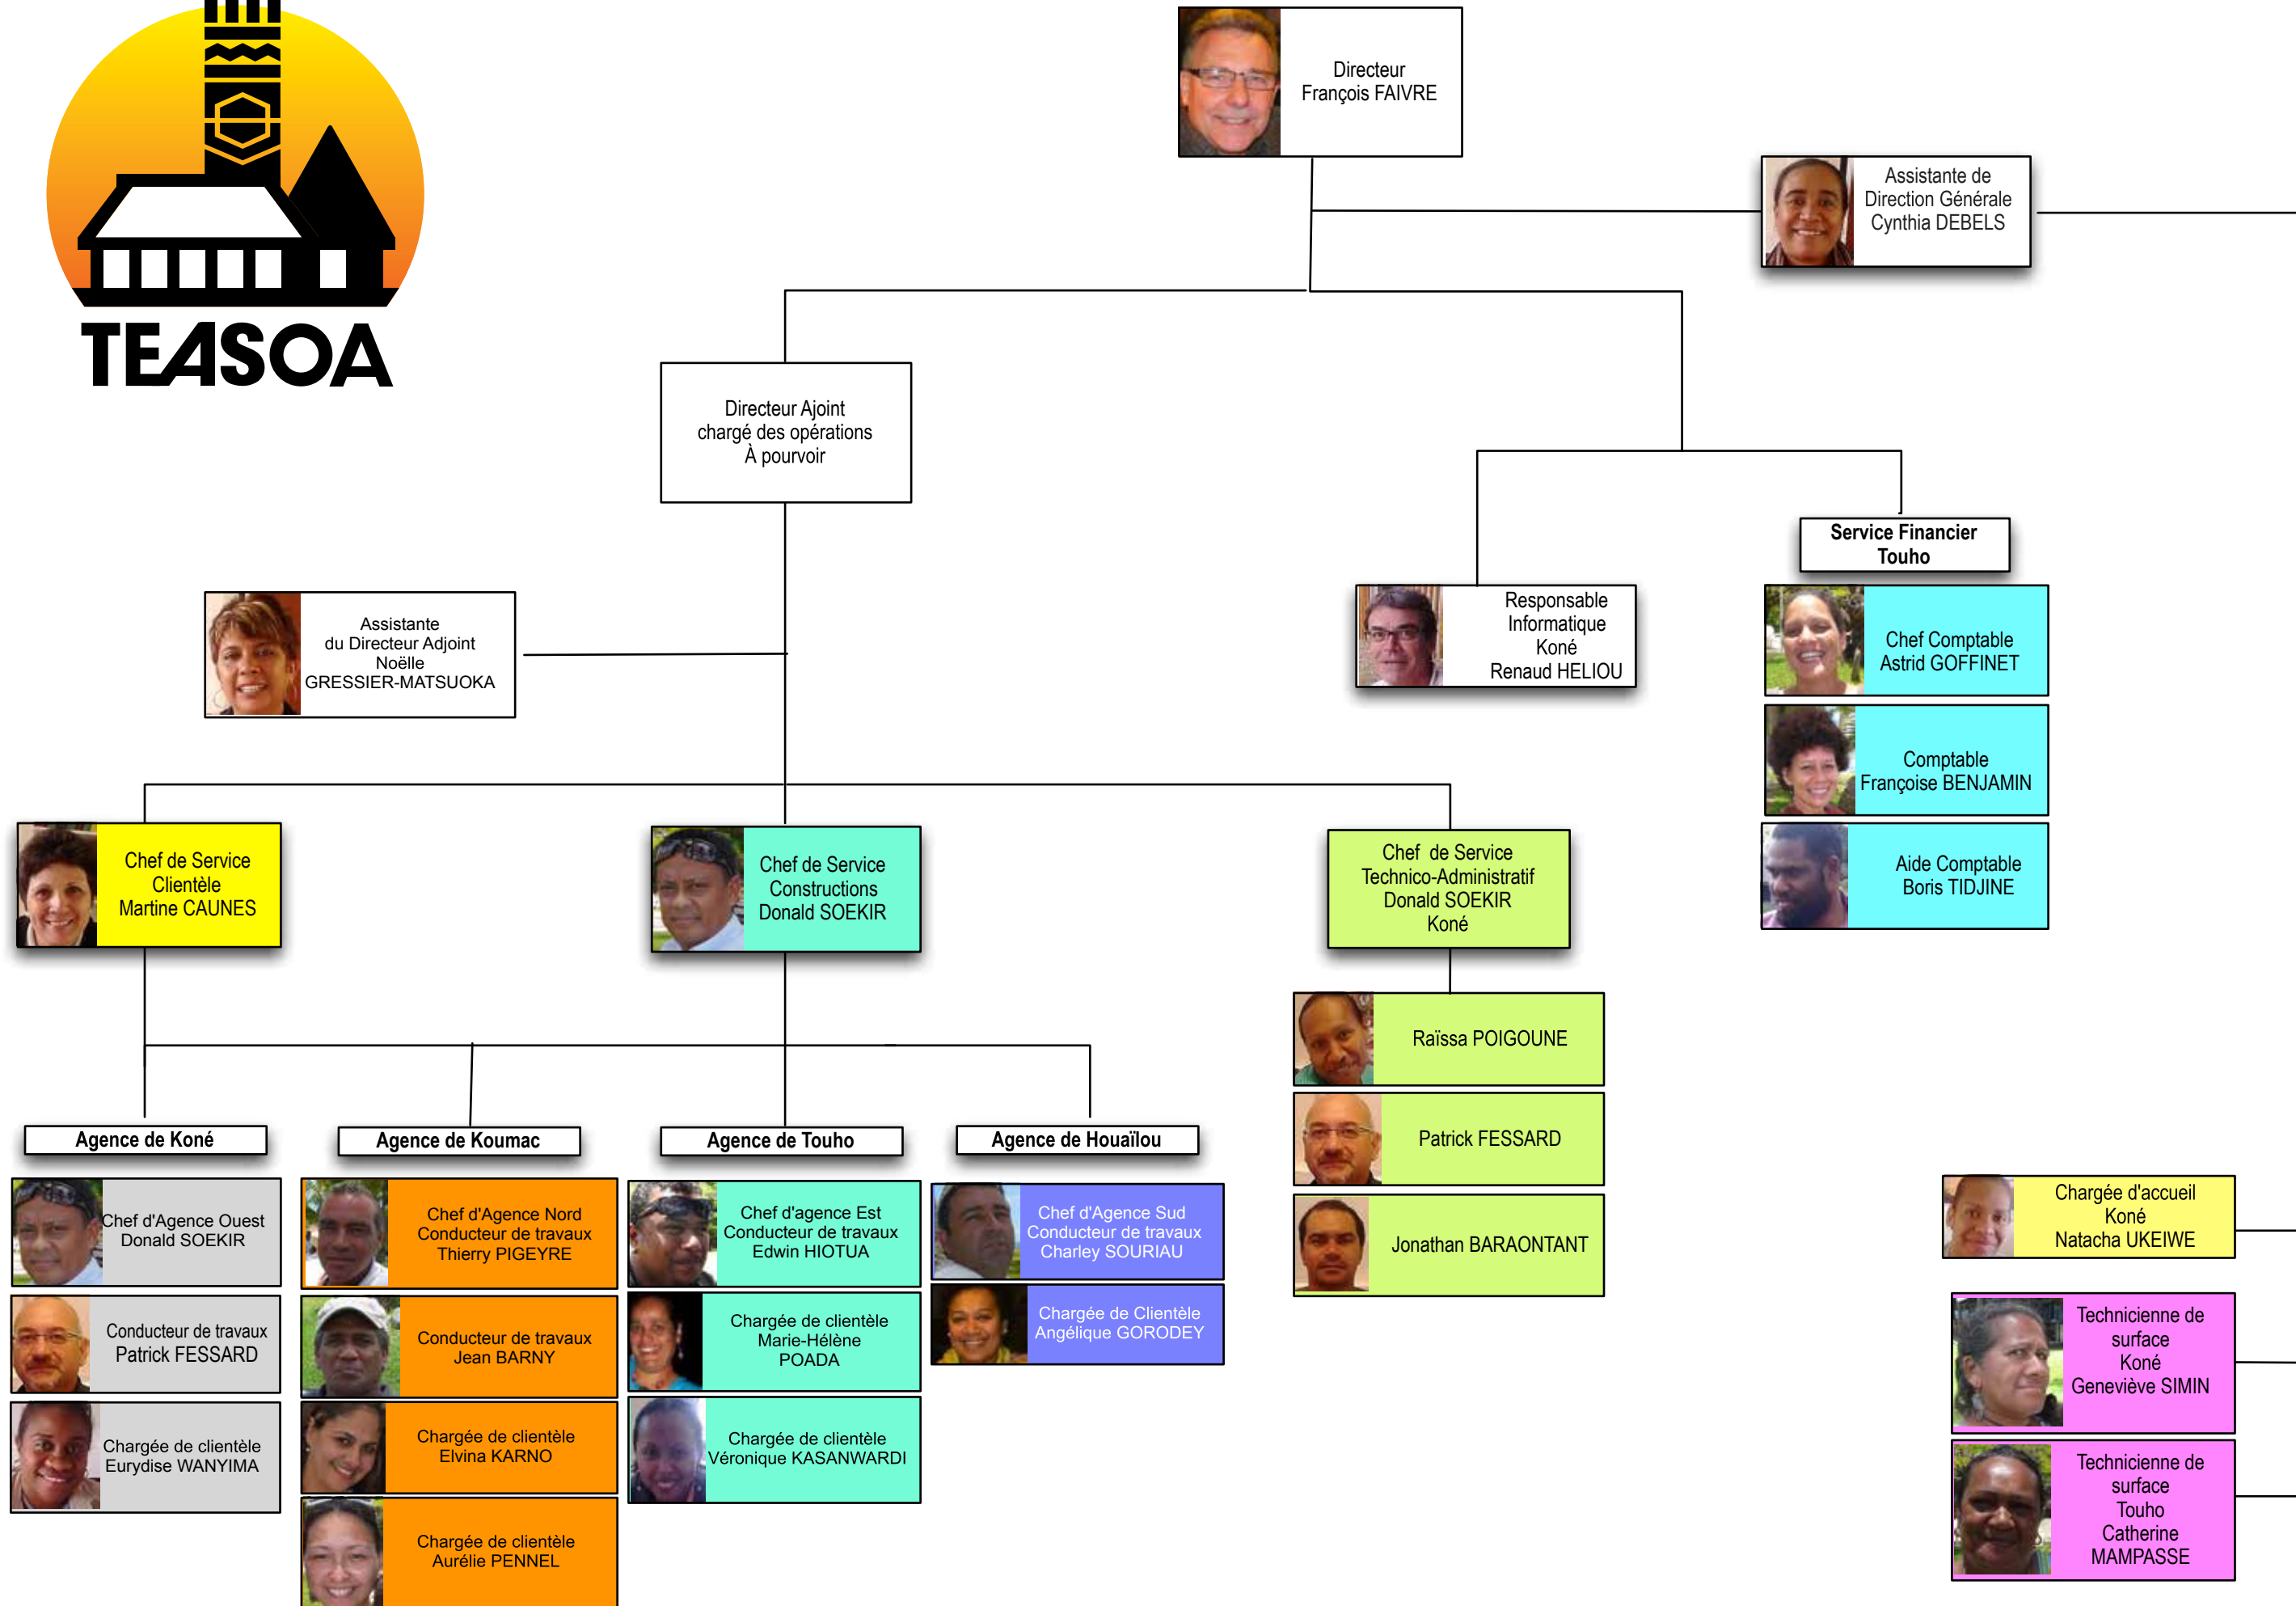 TEASOA
Directeur
François FAIVRE
Assistante de
Direction Générale
Cynthia DEBELS
Directeur Ajoint
chargé des opérations
À pourvoir
Service Financier
Touho
Assistante
du Directeur Adjoint
Noëlle
GRESSIER-MATSUOKA
Responsable
Informatique
Koné
Renaud HELIOU
Chef Comptable
Astrid GOFFINET
Comptable
Françoise BENJAMIN
Aide Comptable
Boris TIDJINE
Chef de Service
Clientèle
Martine CAUNES
Chef de Service
Constructions
Donald SOEKIR
Chef de Service
Technico-Administratif
Donald SOEKIR
Koné
Raïssa POIGOUNE
Patrick FESSARD
Jonathan BARAONTANT
Agence de Koné
Chef d'Agence Ouest
Donald SOEKIR
Conducteur de travaux
Patrick FESSARD
Chargée de clientèle
Eurydise WANYIMA
Agence de Koumac
Chef d'Agence Nord
Conducteur de travaux
Thierry PIGEYRE
Conducteur de travaux
Jean BARNY
Chargée de clientèle
Elvina KARNO
Chargée de clientèle
Aurélie PENNEL
Agence de Touho
Chef d'agence Est
Conducteur de travaux
Edwin HIOTUA
Chargée de clientèle
Marie-Hélène
POADA
Chargée de clientèle
Véronique KASANWARDI
Agence de Houaïlou
Chef d'Agence Sud
Conducteur de travaux
Charley SOURIAU
Chargée de Clientèle
Angélique GORODEY
Chargée d'accueil
Koné
Natacha UKEIWE
Technicienne de
surface
Koné
Geneviève SIMIN
Technicienne de
surface
Touho
Catherine
MAMPASSE